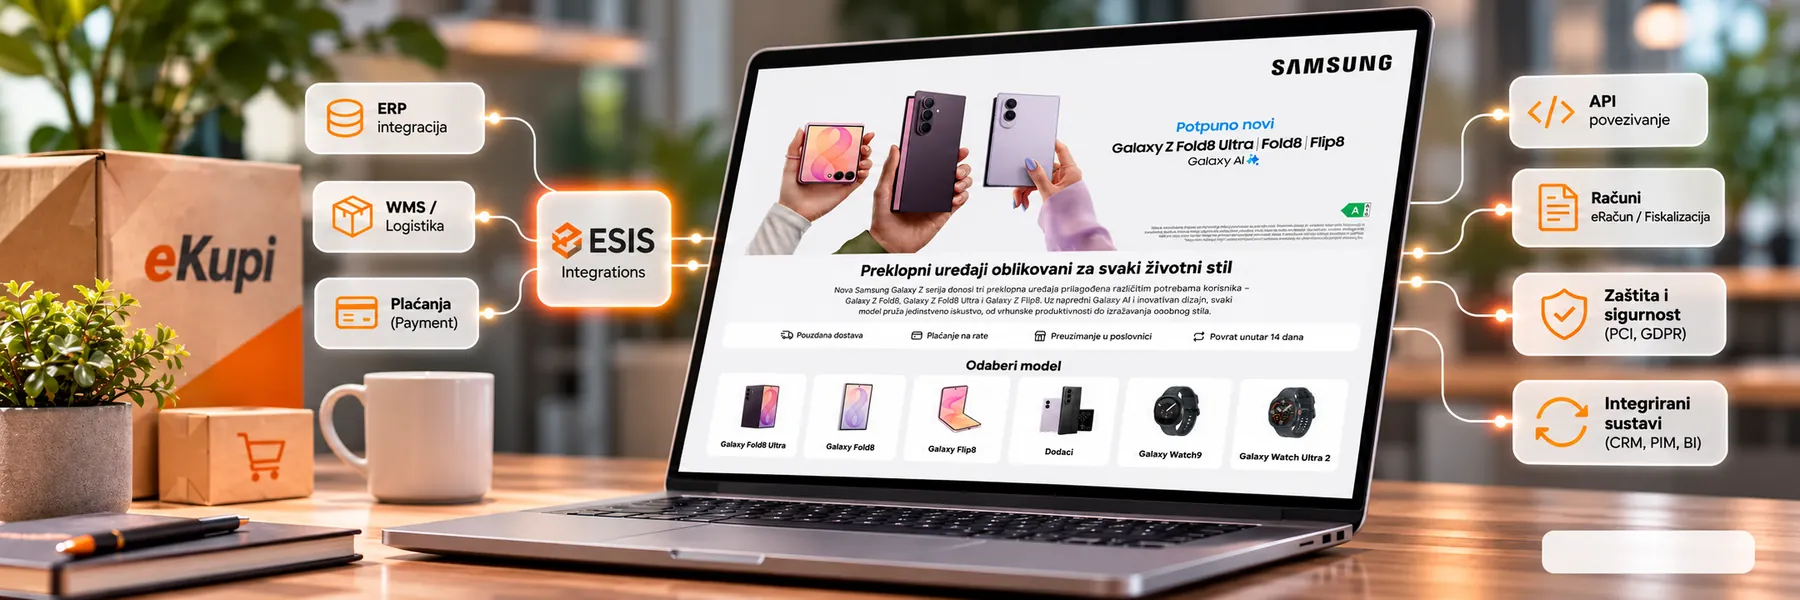 eKupi
ERP
integracija
WMS /
Logistika
Plaćanja
(Payment)
ESIS
Integrations
SAMSUNG
Potpuno novi
Galaxy Z Fold8 Ultra | Fold8 | Flip8
Galaxy AI
A
Preklopni uređaji oblikovani za svaki životni stil
Nova Samsung Galaxy Z serija donosi tri preklopna uređaja prilagođena različitim potrebama korisnika –
Galaxy Z Fold8, Galaxy Z Fold8 Ultra i Galaxy Z Flip8. Uz napredni Galaxy AI i inovativan dizajn, svaki
model pruža jedinstveno iskustvo, od vrhunske produktivnosti do izražavanja ooobnog stila.
Pouzdana dostava
Plaćanje na rate
Preuzimanje u poslovnici
Povrat unutar 14 dana
Odaberi model
Galaxy Fold8 Ultra
Galaxy Fold8
Galaxy Flip8
Dodaci
Galaxy Watch9
Galaxy Watch Ultra 2
API
povezivanje
Računi
eRačun / Fiskalizacija
Zaštita i
sigurnost
(PCI, GDPR)
Integrirani
sustavi
(CRM, PIM, BI)